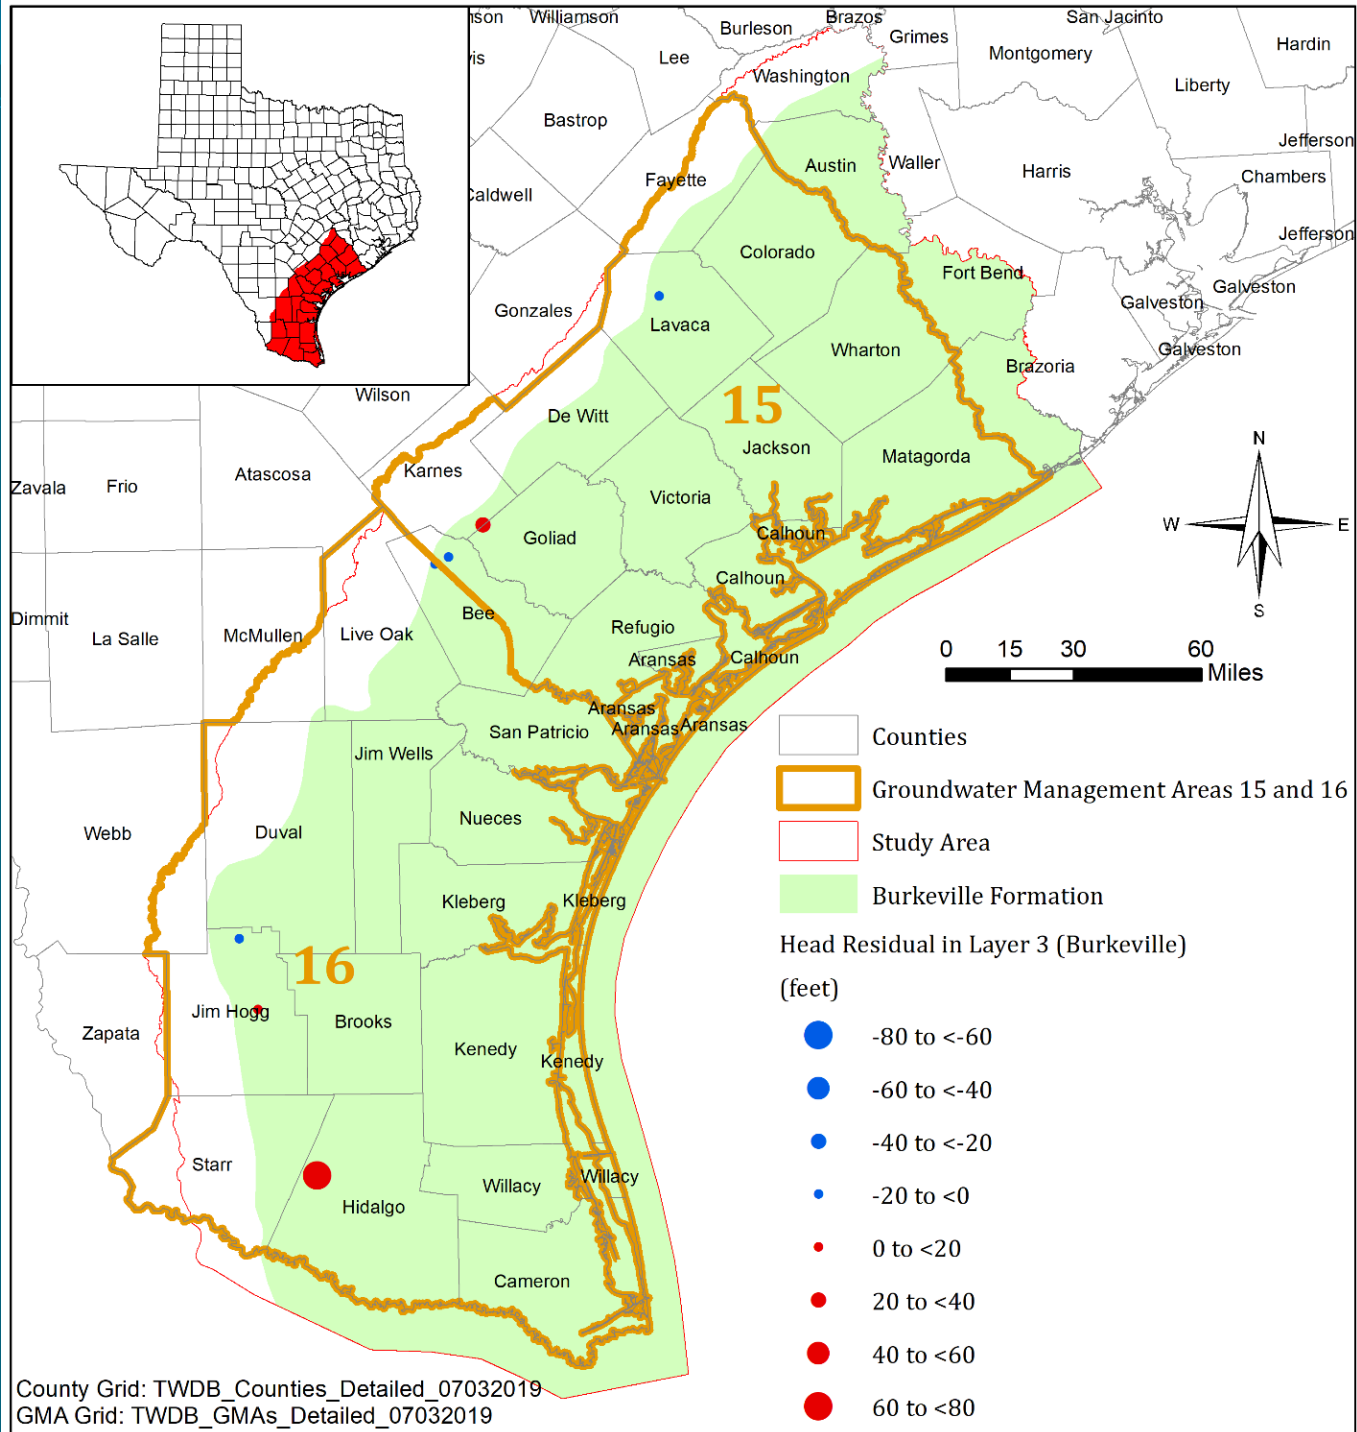 nson
Williamson
Burleson
Brazos
San Jacinto
Grimes
Hardin
Montgomery
Lee
vis
Washington
Liberty
Bastrop
Jefferson
Austin
Waller
Harris
Chambers
Fayette
Caldwell
Jefferson
Colorado
Fort Bend
Galveston
Galveston
Gonzales
Lavaca
Wharton
Galveston
Brazoria
Wilson
15
De Witt
Jackson
Matagorda
Karnes
Atascosa
Frio
Zavala
Victoria
N
W
E
S
Goliad
Calhoun
Calhoun
Bee
Dimmit
La Salle
McMullen
Live Oak
Refugio
Aransas
Calhoun
0 15 30 60
Miles
Aransas
Aransas
Aransas
San Patricio
Jim Wells
Counties
Groundwater Management Areas 15 and 16
Nueces
Duval
Webb
Study Area
Kleberg
Kleberg
Burkeville Formation
16
Head Residual in Layer 3 (Burkeville)
(feet)
Jim Hogg
Brooks
Zapata
Kenedy
Kenedy
-80 to <-60
-60 to <-40
-40 to <-20
-20 to <0
0 to <20
20 to <40
40 to <60
60 to <80
Starr
Willacy
Willacy
Hidalgo
Cameron
County Grid: TWDB_Counties_Detailed_07032019
GMA Grid: TWDB_GMAs_Detailed_07032019